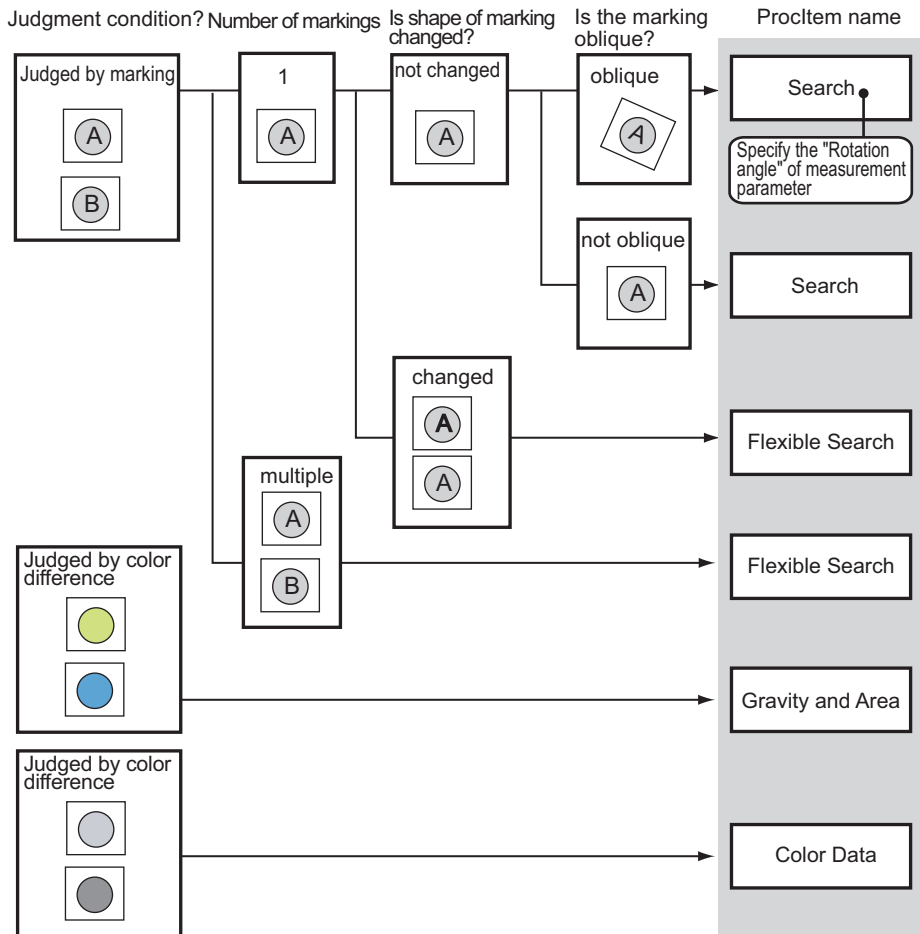 Judgment condition?
Number of markings
Is shape of marking
changed?
Is the marking
oblique?
ProcItem name
Judged by marking
A
B
1
A
not changed
A
oblique
A
Search
Specify the "Rotation
angle" of measurement
parameter
not oblique
A
Search
changed
A
A
Flexible Search
multiple
A
B
Flexible Search
Judged by color
difference
Gravity and Area
Judged by color
difference
Color Data